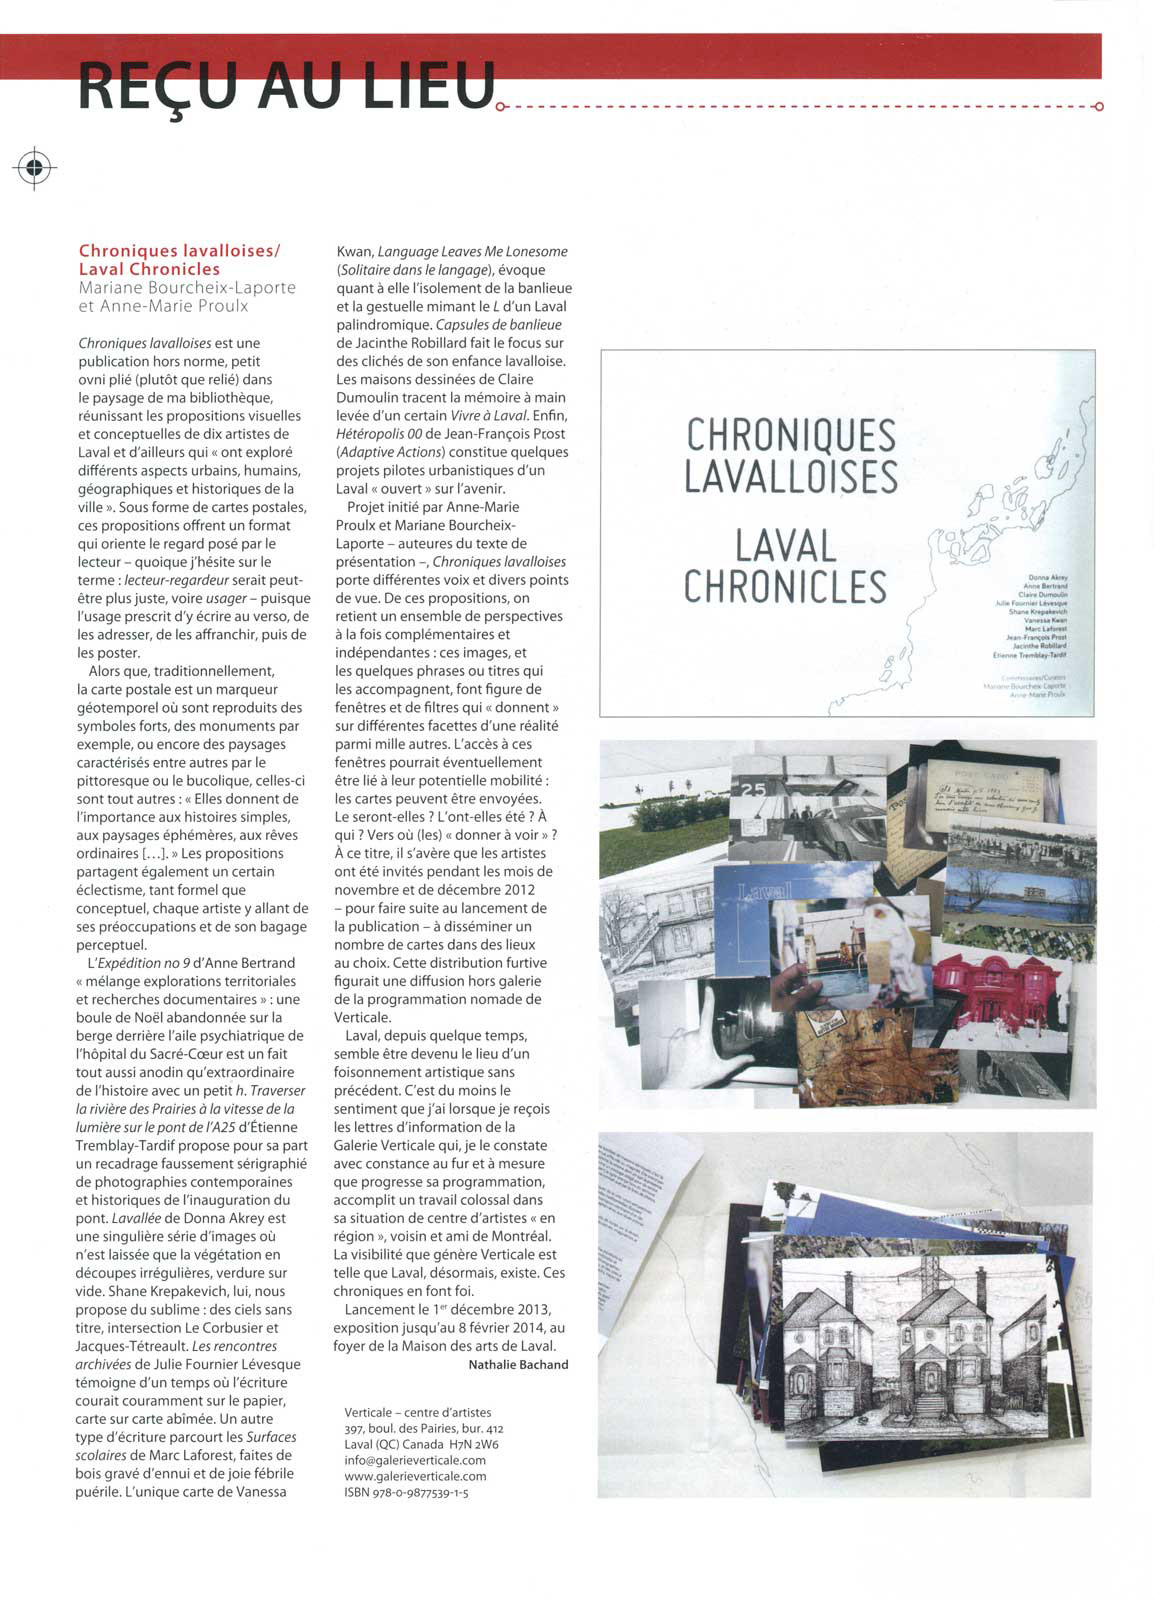 REÇU AU LIEU
Chroniques lavalloises/
Laval Chronicles
Mariane Bourcheix-Laporte
et Anne-Marie Proulx
Chroniques lavalloises est une
publication hors norme, petit
ovni plié (plutôt que relié) dans
le paysage de ma bibliothèque,
réunissant les propositions visuelles
et conceptuelles de dix artistes de
Laval et d'ailleurs qui « ont exploré
différents aspects urbains, humains,
géographiques et historiques de la
ville ». Sous forme de cartes postales,
ces propositions offrent un format
qui oriente le regard posé par le
lecteur – quoique j'hésite sur le
terme : lecteur-regardeur serait peut-
être plus juste, voire usager – puisque
l'usage prescrit d'y écrire au verso, de
les adresser, de les affranchir, puis de
les poster.
Alors que, traditionnellement,
la carte postale est un marqueur
géotemporel où sont reproduits des
symboles forts, des monuments par
exemple, ou encore des paysages
caractérisés entre autres par le
pittoresque ou le bucolique, celles-ci
sont tout autres : « Elles donnent de
l'importance aux histoires simples,
aux paysages éphémères, aux rêves
ordinaires [...]. » Les propositions
partagent également un certain
éclectisme, tant formel que
conceptuel, chaque artiste y allant de
ses préoccupations et de son bagage
perceptuel.
L'Expédition no 9 d'Anne Bertrand
« mélange explorations territoriales
et recherches documentaires » : une
boule de Noël abandonnée sur la
berge derrière l'aile psychiatrique de
l'hôpital du Sacré-Cœur est un fait
tout aussi anodin qu'extraordinaire
de l'histoire avec un petit h. Traverser
la rivière des Prairies à la vitesse de la
lumière sur le pont de l'A25 d'Étienne
Tremblay-Tardif propose pour sa part
un recadrage faussement sérigraphié
de photographies contemporaines
et historiques de l'inauguration du
pont. Lavallée de Donna Akrey est
une singulière série d'images où
n'est laissée que la végétation en
découpes irrégulières, verdure sur
vide. Shane Krepakevich, lui, nous
propose du sublime : des ciels sans
titre, intersection Le Corbusier et
Jacques-Tétreault. Les rencontres
archivées de Julie Fournier Lévesque
témoigne d'un temps où l'écriture
courait couramment sur le papier,
carte sur carte abîmée. Un autre
type d'écriture parcourt les Surfaces
scolaires de Marc Laforest, faites de
bois gravé d'ennui et de joie fébrile
puérile. L'unique carte de Vanessa
Kwan, Language Leaves Me Lonesome
(Solitaire dans le langage), évoque
quant à elle l'isolement de la banlieue
et la gestuelle mimant le L d'un Laval
palindromique. Capsules de banlieue
de Jacinthe Robillard fait le focus sur
des clichés de son enfance lavalloise.
Les maisons dessinées de Claire
Dumoulin tracent la mémoire à main
levée d'un certain Vivre à Laval. Enfin,
Hétéropolis 00 de Jean-François Prost
(Adaptive Actions) constitue quelques
projets pilotes urbanistiques d'un
Laval « ouvert » sur l'avenir.
Projet initié par Anne-Marie
Proulx et Mariane Bourcheix-
Laporte – auteures du texte de
présentation –, Chroniques lavalloises
porte différentes voix et divers points
de vue. De ces propositions, on
retient un ensemble de perspectives
à la fois complémentaires et
indépendantes : ces images, et
les quelques phrases ou titres qui
les accompagnent, font figure de
fenêtres et de filtres qui « donnent »
sur différentes facettes d'une réalité
parmi mille autres. L'accès à ces
fenêtres pourrait éventuellement
être lié à leur potentielle mobilité :
les cartes peuvent être envoyées.
Le seront-elles ? L'ont-elles été ? À
qui ? Vers où (les) « donner à voir » ?
À ce titre, il s'avère que les artistes
ont été invités pendant les mois de
novembre et de décembre 2012
– pour faire suite au lancement de
la publication – à disséminer un
nombre de cartes dans des lieux
au choix. Cette distribution furtive
figurait une diffusion hors galerie
de la programmation nomade de
Verticale.
Laval, depuis quelque temps,
semble être devenu le lieu d'un
foisonnement artistique sans
précédent. C'est du moins le
sentiment que j'ai lorsque je reçois
les lettres d'information de la
Galerie Verticale qui, je le constate
avec constance au fur et à mesure
que progresse sa programmation,
accomplit un travail colossal dans
sa situation de centre d'artistes « en
région », voisin et ami de Montréal.
La visibilité que génère Verticale est
telle que Laval, désormais, existe. Ces
chroniques en font foi.
Lancement le 1er décembre 2013,
exposition jusqu'au 8 février 2014, au
foyer de la Maison des arts de Laval.
Nathalie Bachand
Verticale – centre d'artistes
397, boul. des Pairies, bur. 412
Laval (QC) Canada H7N 2W6
info@galerieverticale.com
www.galerieverticale.com
ISBN 978-0-9877539-1-5
CHRONIQUES
LAVALLOISES
LAVAL
CHRONICLES
Donna Akrey
Anne Bertrand
Claire Dumoulin
Julie Fournier Lévesque
Shane Krepakevich
Vanessa Kwan
Marc Laforest
Jean-François Prost
Jacinthe Robillard
Étienne Tremblay-Tardif
Commissaires/Curators
Mariane Bourcheix-Laporte
Anne-Marie Proulx
25
POST CARD
Laval